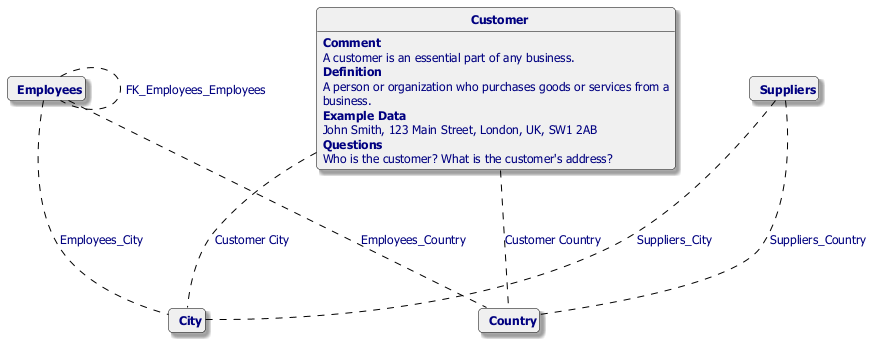 Customer
Comment
A customer is an essential part of any business.
Definition
A person or organization who purchases goods or services from a
business.
Example Data
John Smith, 123 Main Street, London, UK, SW1 2AB
Questions
Who is the customer? What is the customer's address?
Employees
FK_Employees_Employees
Suppliers
Employees_City
Customer City
Employees_Country
Customer Country
Suppliers_City
Suppliers_Country
City
Country